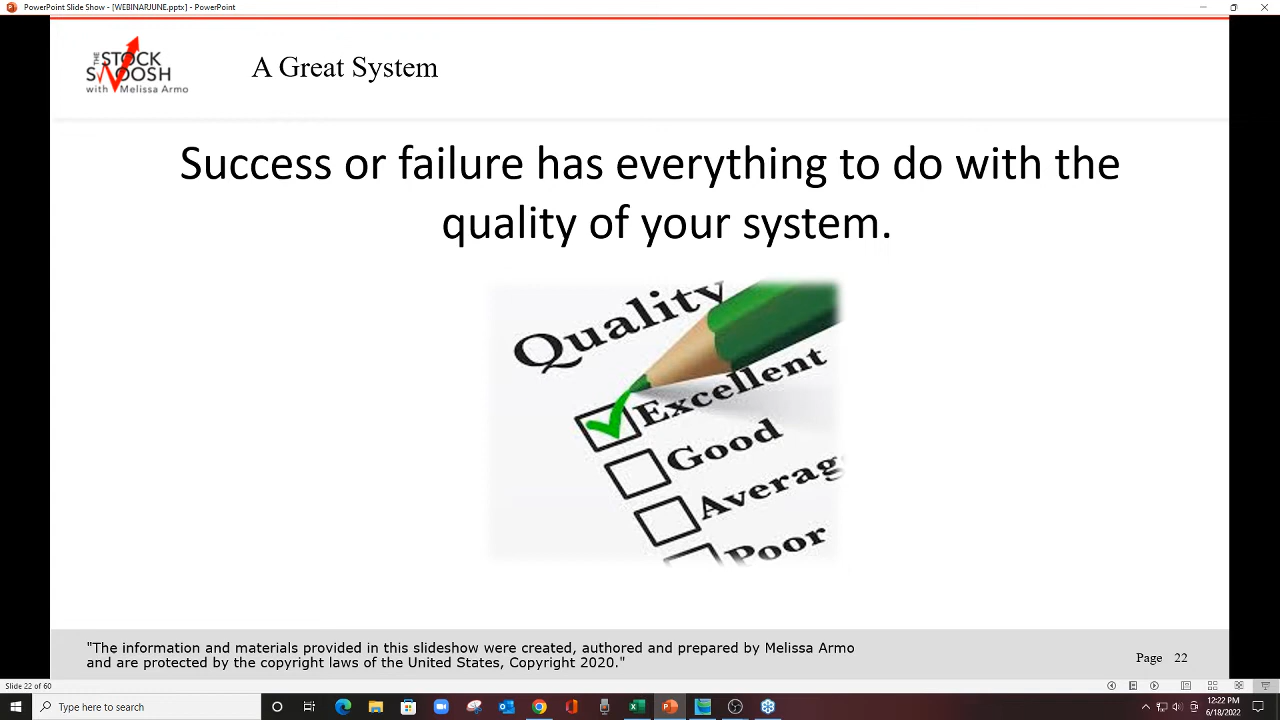 PowerPoint Slide Show - [WEBINARJUNE.pptx] - PowerPoint
THE
STOCK
SWOOSH
with Melissa Armo
A Great System
Success or failure has everything to do with the
quality of your system.
Quality
Excellent
Good
Averag
Poor
"The information and materials provided in this slideshow were created, authored and prepared by Melissa Armo
and are protected by the copyright laws of the United States, Copyright 2020."
Page 22
Slide 22 of 60
Type here to search
12:22 PM
6/18/2022